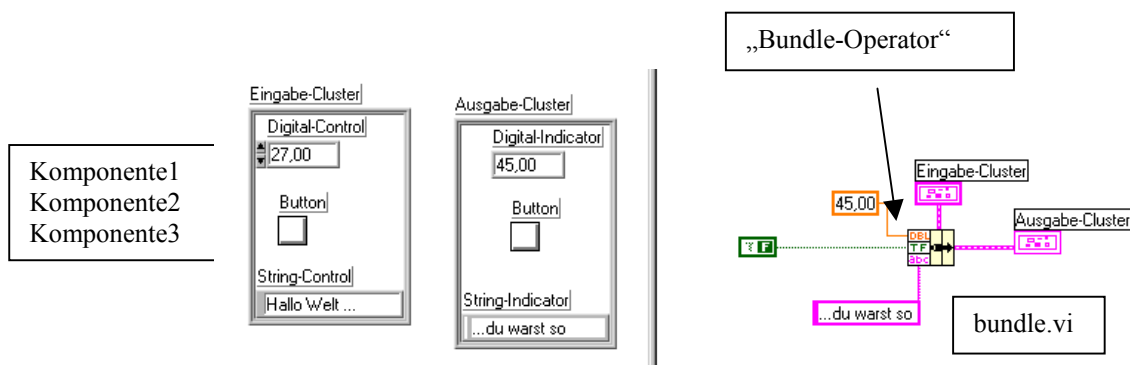 „Bundle-Operator“
Eingabe-Cluster
Digital-Control
27,00
Button
String-Control
Hallo Welt ...
Ausgabe-Cluster
Digital-Indicator
45,00
Button
String-Indicator
...du warst so
Komponente1
Komponente2
Komponente3
Eingabe-Cluster
45,00
Ausgabe-Cluster
DBL
TF
abc
F
...du warst so
bundle.vi